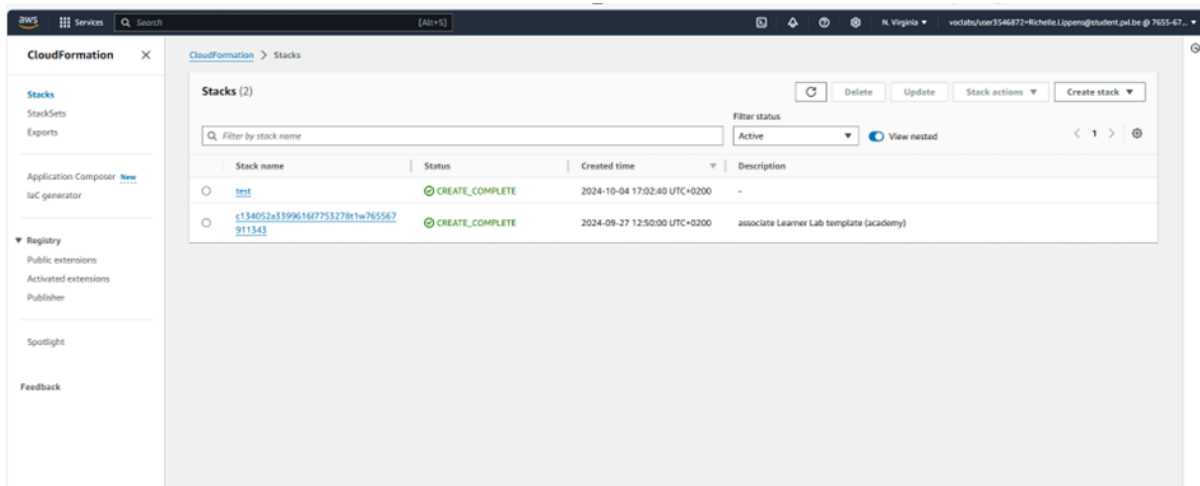 aws Services Search [Alt+S] N. Virginia voclabs/user3546872=Richelle.Lippens@student.pxl.be @ 7655-67...
CloudFormation
Stacks
StackSets
Exports
Application Composer New
IaC generator
Registry
Public extensions
Activated extensions
Publisher
Spotlight
Feedback
CloudFormation > Stacks
Stacks (2)
Delete Update Stack actions Create stack
Filter status
Filter by stack name Active View nested 1
Stack name Status Created time Description
test CREATE_COMPLETE 2024-10-04 17:02:40 UTC+0200 -
CREATE_COMPLETE 2024-09-27 12:50:00 UTC+0200 associate Learner Lab template (academy)
911343